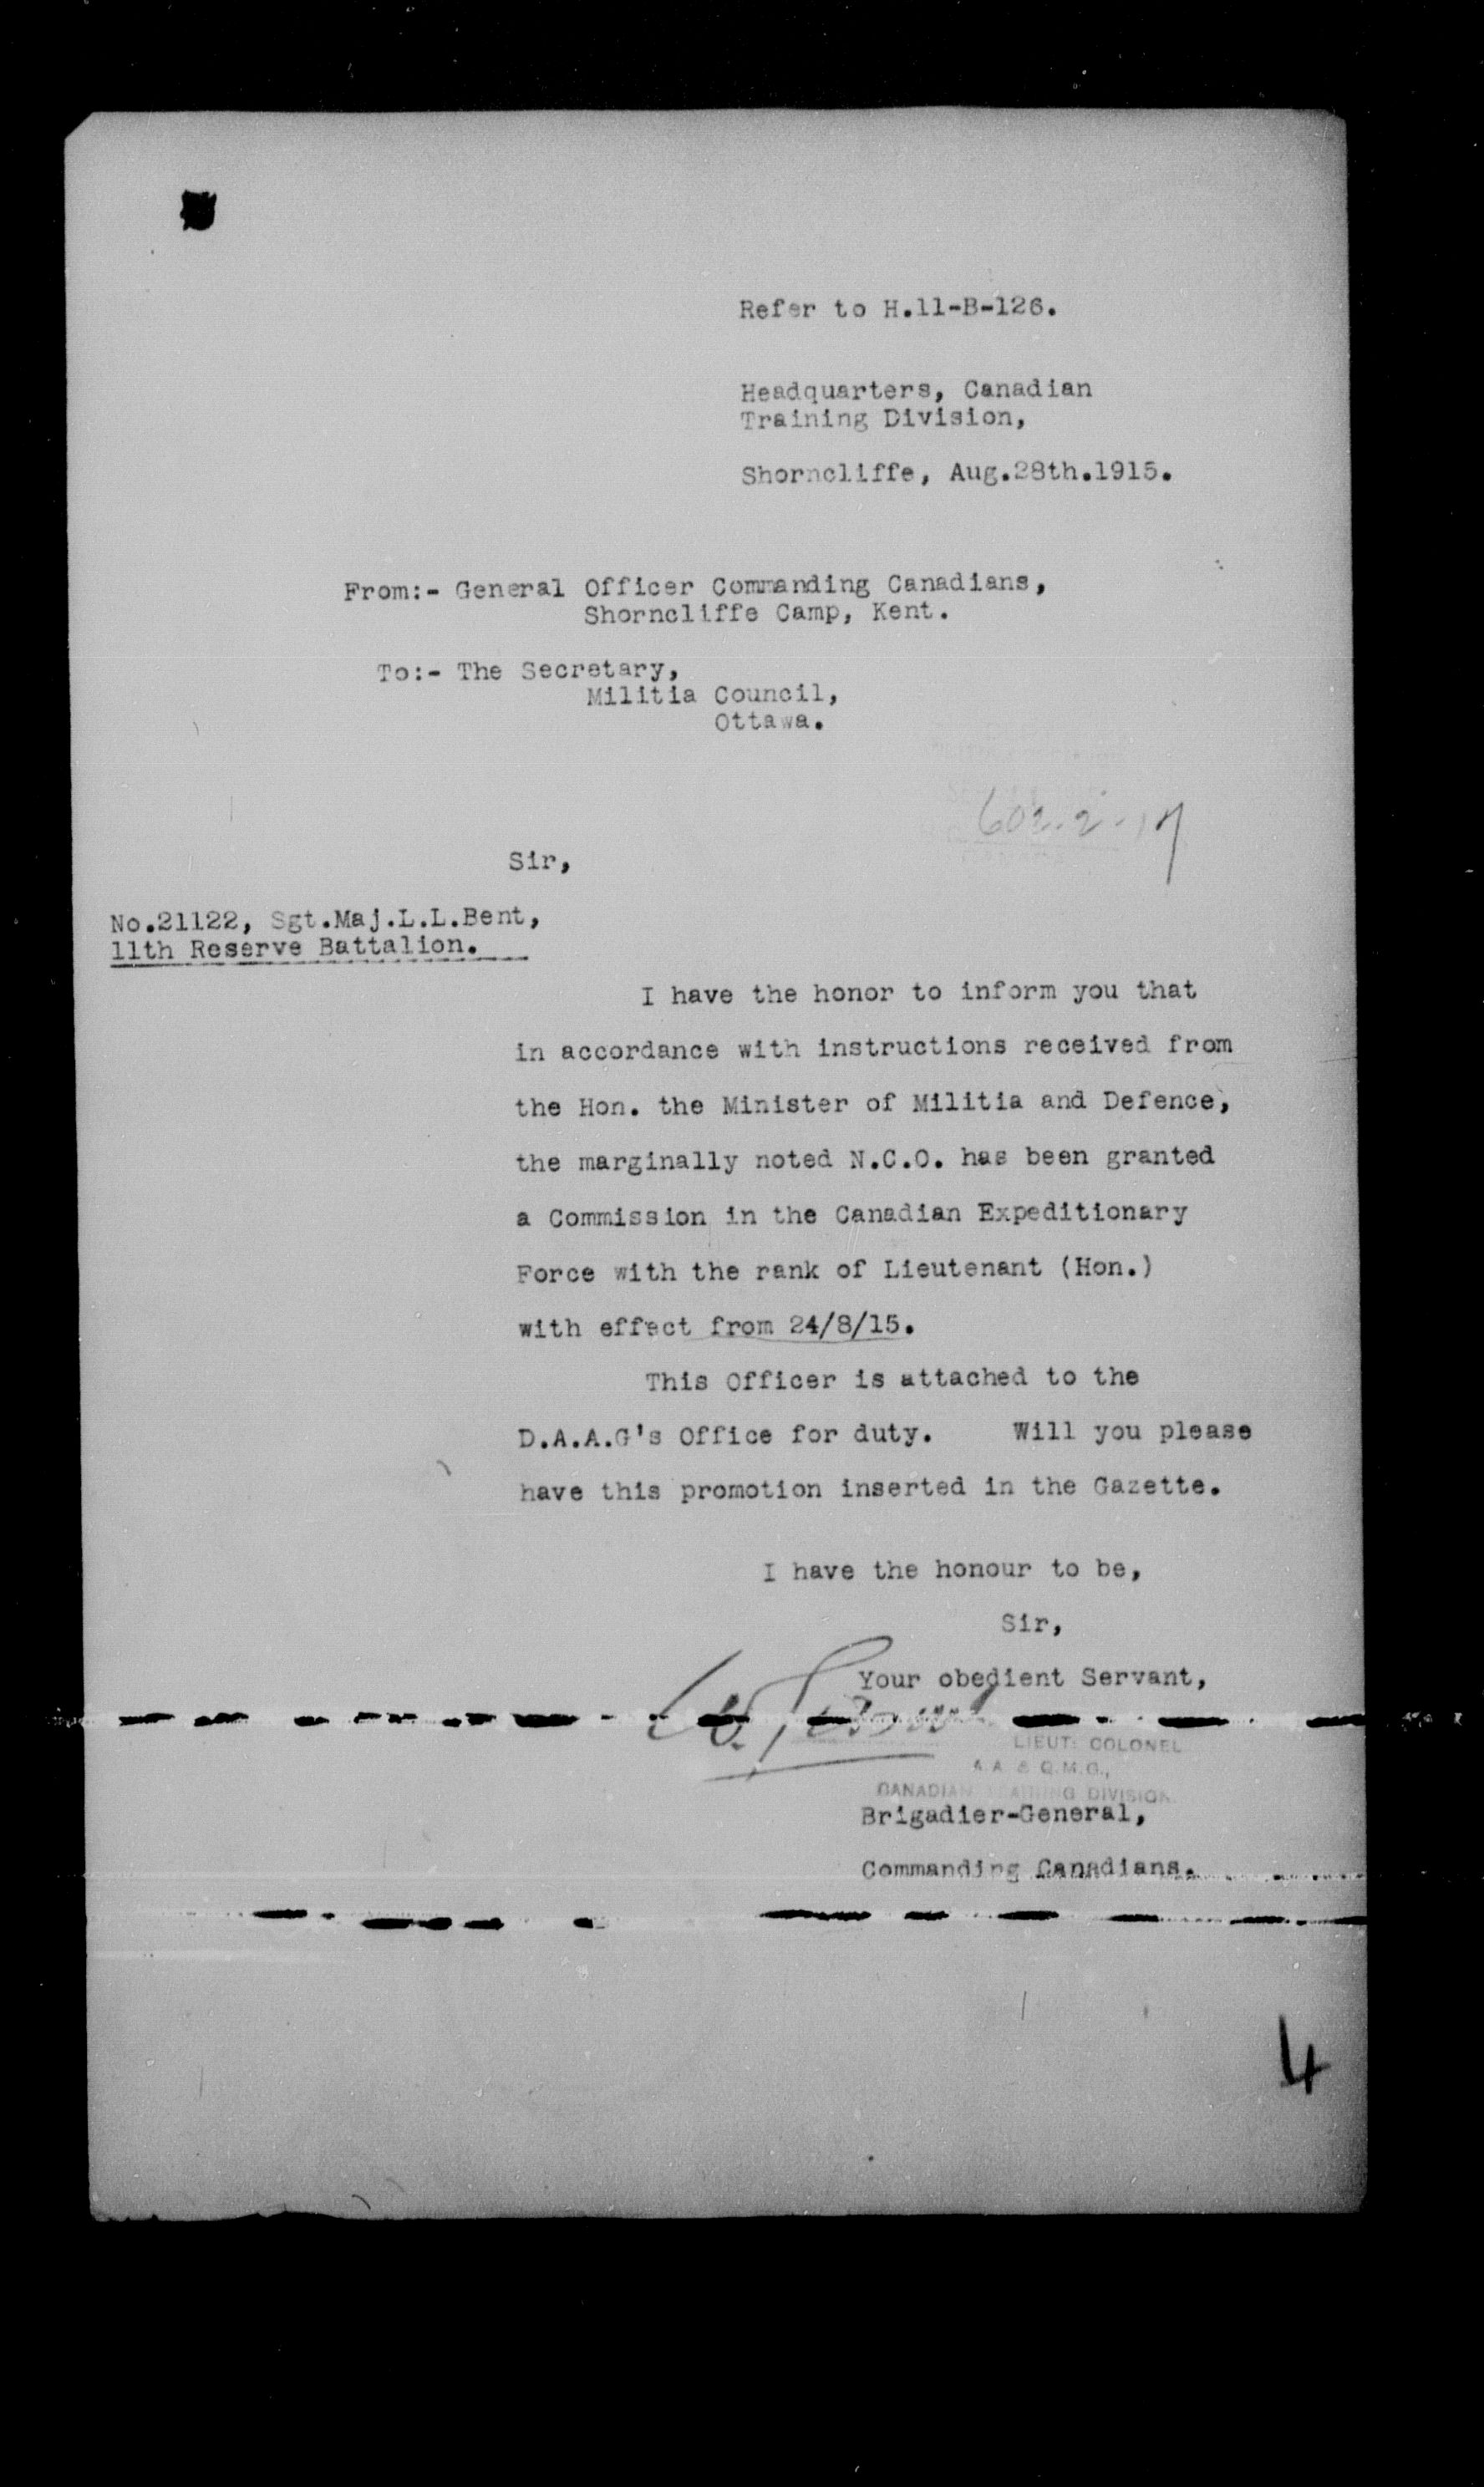 Refer to H.11-B-126.
Headquarters, Canadian
Training Division,
Shorncliffe, Aug.28th.1915.
From:- General Officer Commanding Canadians,
Shorncliffe Camp, Kent.
To:- The Secretary,
Militia Council,
Ottawa.
602-2-17
Sir,
No.21122, Sgt.Maj.L.L.Bent,
11th Reserve Battalion.
I have the honor to inform you that
in accordance with instructions received from
the Hon. the Minister of Militia and Defence,
the marginally noted N.C.O. has been granted
a Commission in the Canadian Expeditionary
Force with the rank of Lieutenant (Hon.)
with effect from 24/8/15.
This Officer is attached to the
D.A.A.G's Office for duty. Will you please
have this promotion inserted in the Gazette.
I have the honour to be,
Sir,
Your obedient Servant,
LIEUT: COLONEL
A.A. & Q.M.G.,
CANADIAN TRAINING DIVISION.
Brigadier-General,
Commanding Canadians.
4